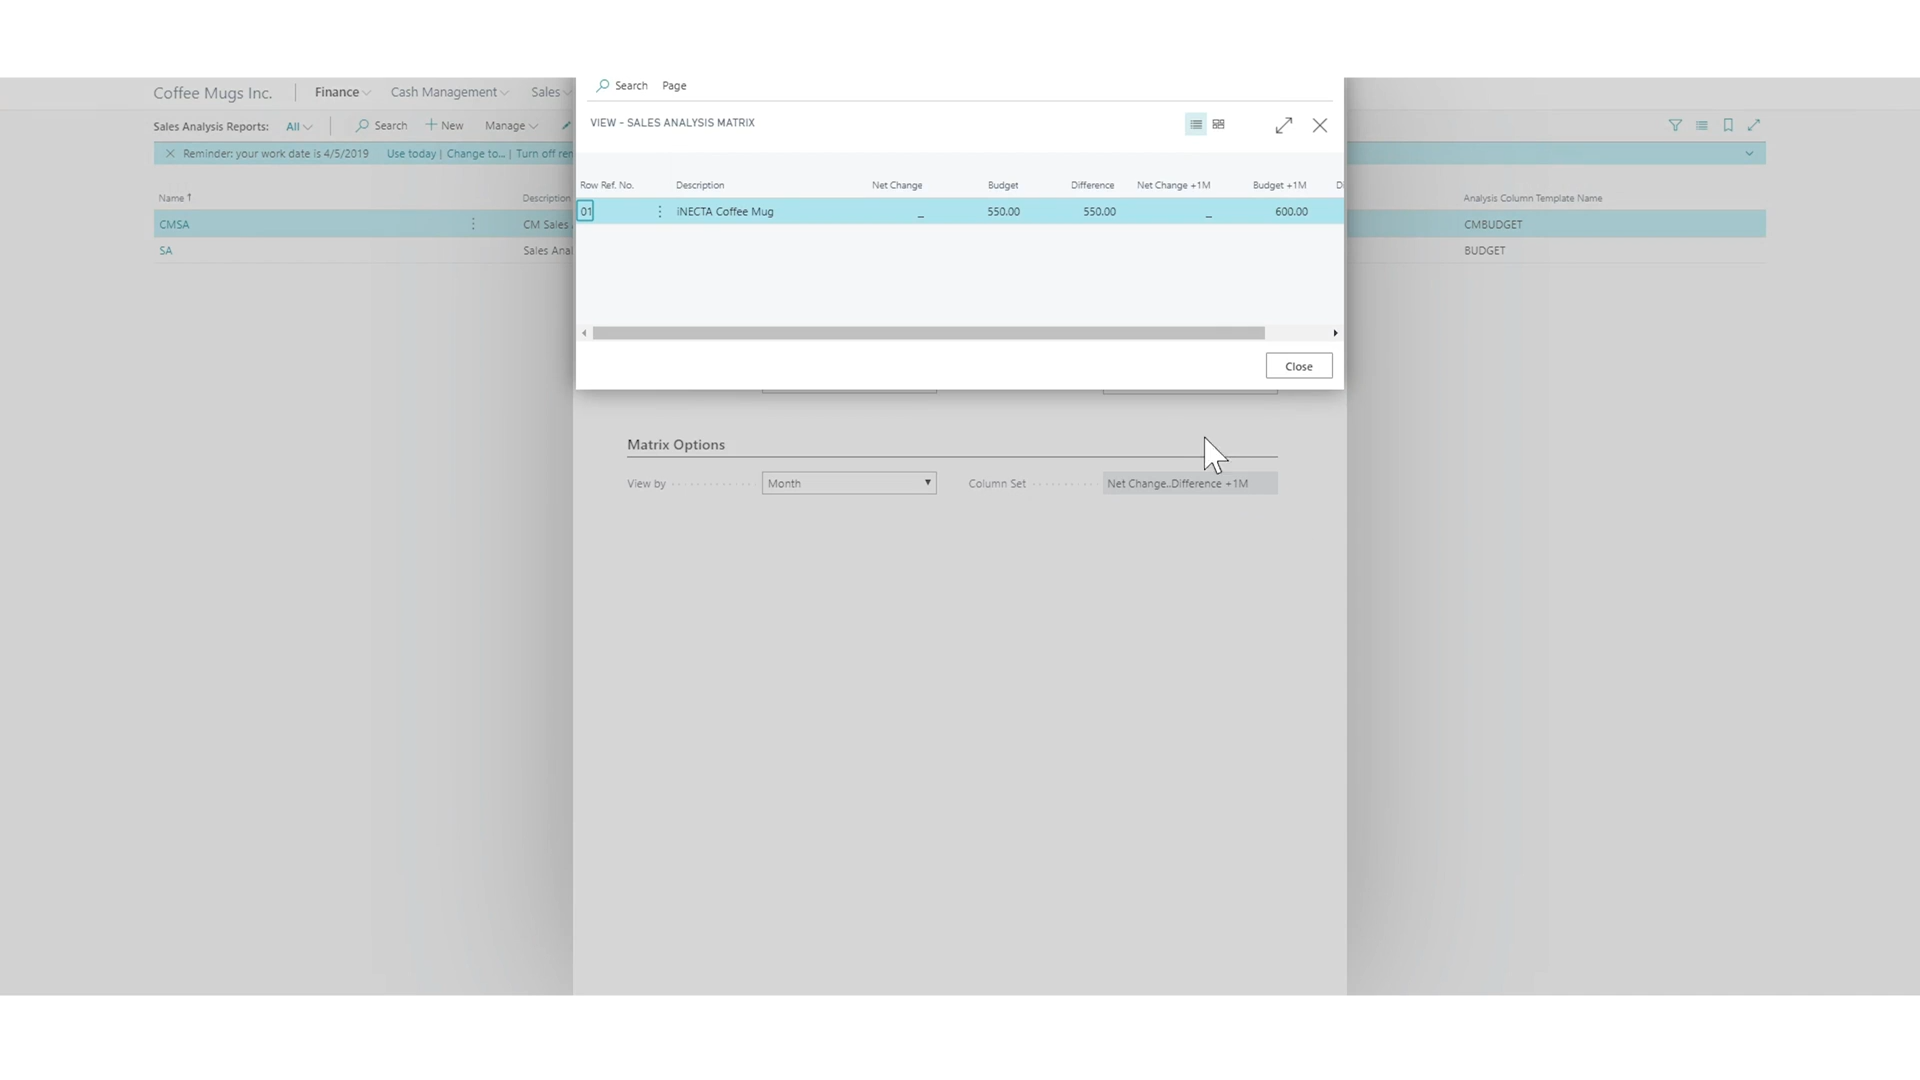 Coffee Mugs Inc. Finance Cash Management Sales
Sales Analysis Reports: All Search New Manage
Reminder: your work date is 4/5/2019 Use today | Change to... | Turn off
Name Description Analysis Column Template Name
CMSA CM Sales CMBUDGET
SA Sales BUDGET
Search Page
VIEW - SALES ANALYSIS MATRIX
Row Ref. No. Description Net Change Budget Difference Net Change +1M Budget +1M
01 iNECTA Coffee Mug _ 550.00 550.00 _ 600.00
Close
Matrix Options
View by Month Column Set Net Change..Difference +1M